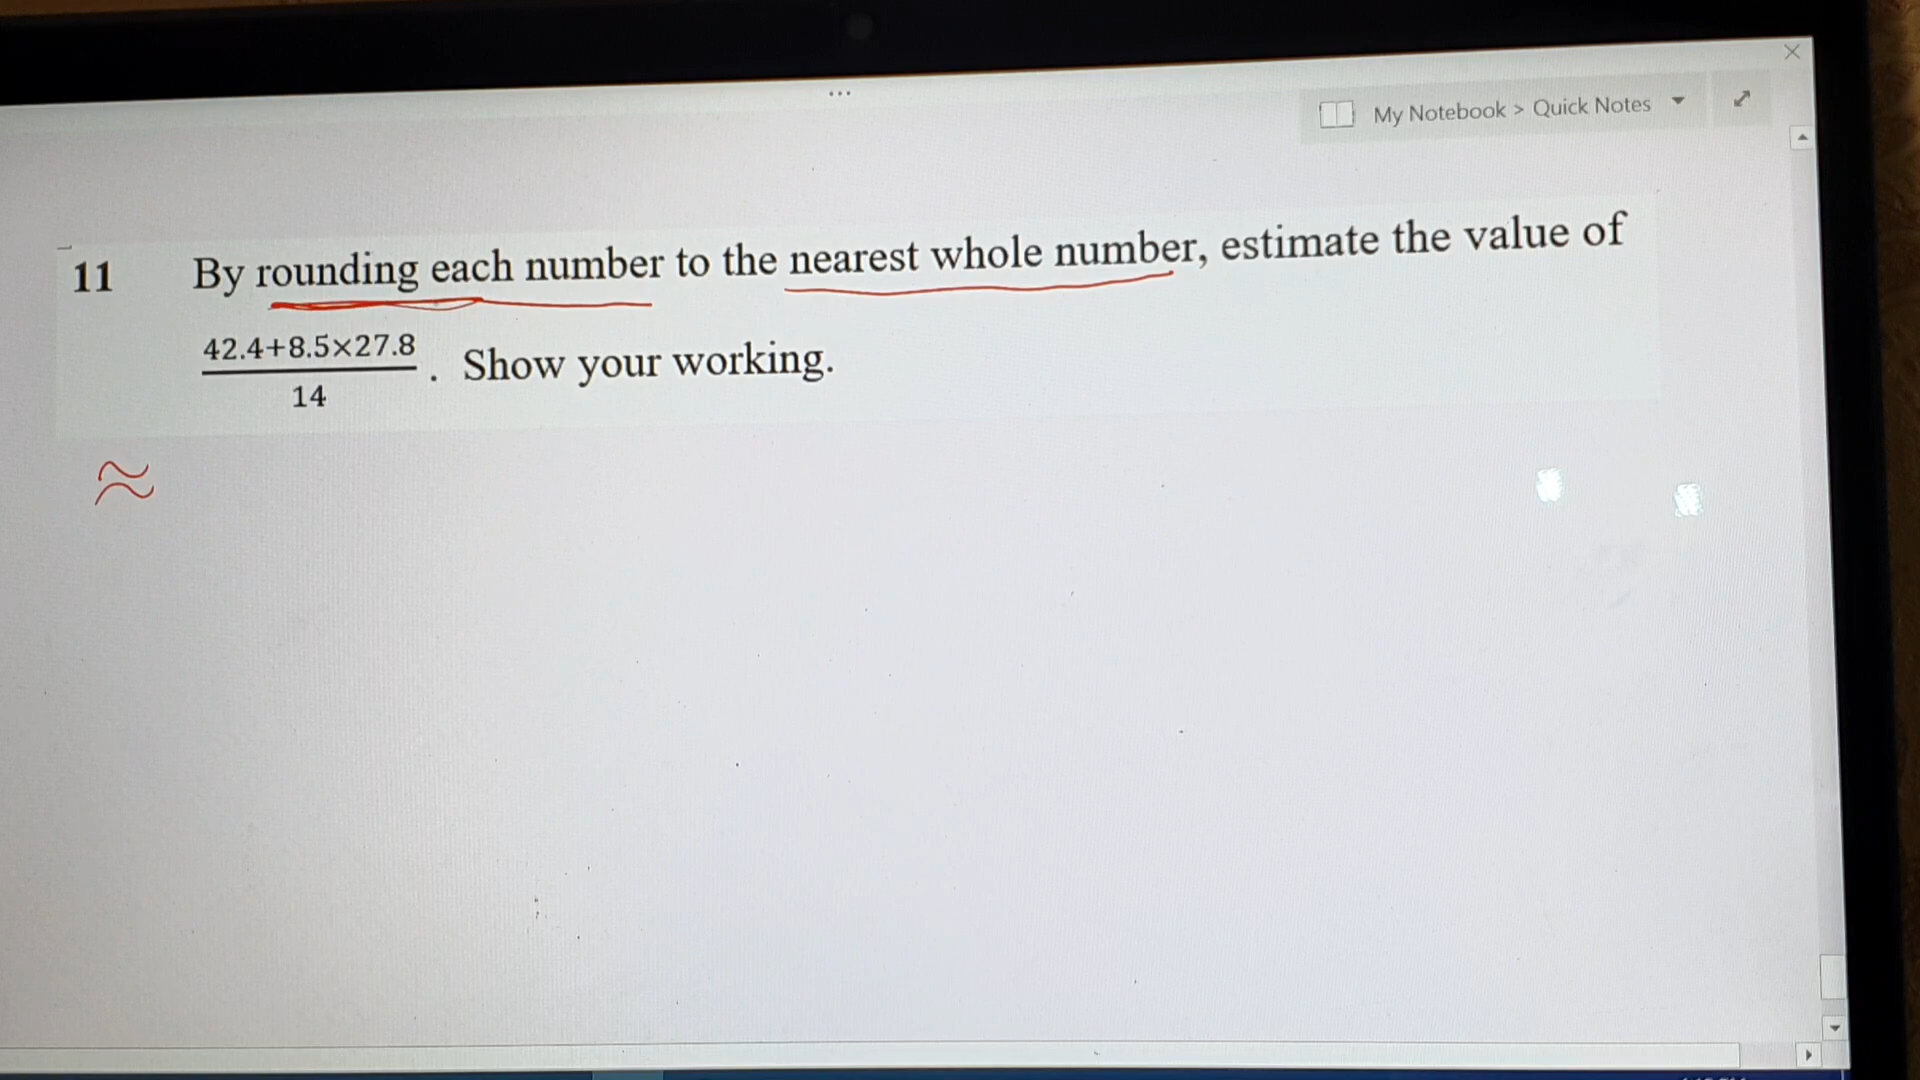 ...
My Notebook > Quick Notes
11 By rounding each number to the nearest whole number, estimate the value of
42.4+8.5×27.8
14
. Show your working.
≈